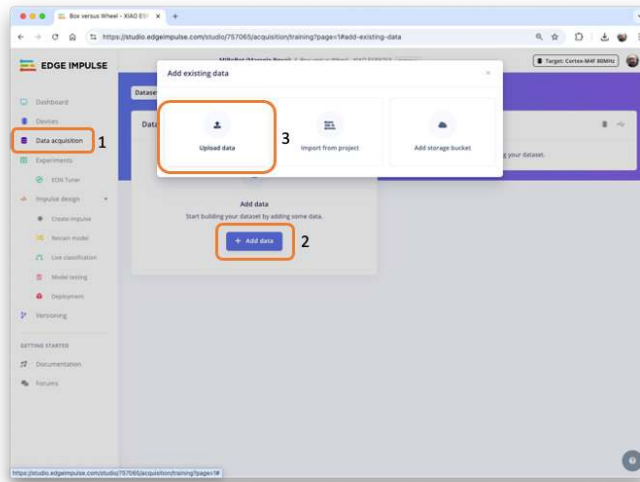 Box versus Wheel - XIAO ESP
https://studio.edgeimpulse.com/studio/757065/acquisition/training?page=1#add-existing-data
EDGE IMPULSE
Target: Cortex-M4F 80MHz
Add existing data
Upload data
Import from project
Add storage bucket
1
2
3
Dashboard
Devices
Data acquisition
Experiments
EON Tuner
Impulse design
Create impulse
Retrain model
Live classification
Model testing
Deployment
Versioning
GETTING STARTED
Documentation
Forums
Add data
Start building your dataset by adding some data.
+ Add data
your dataset.
https://studio.edgeimpulse.com/studio/757065/acquisition/training?page=1#